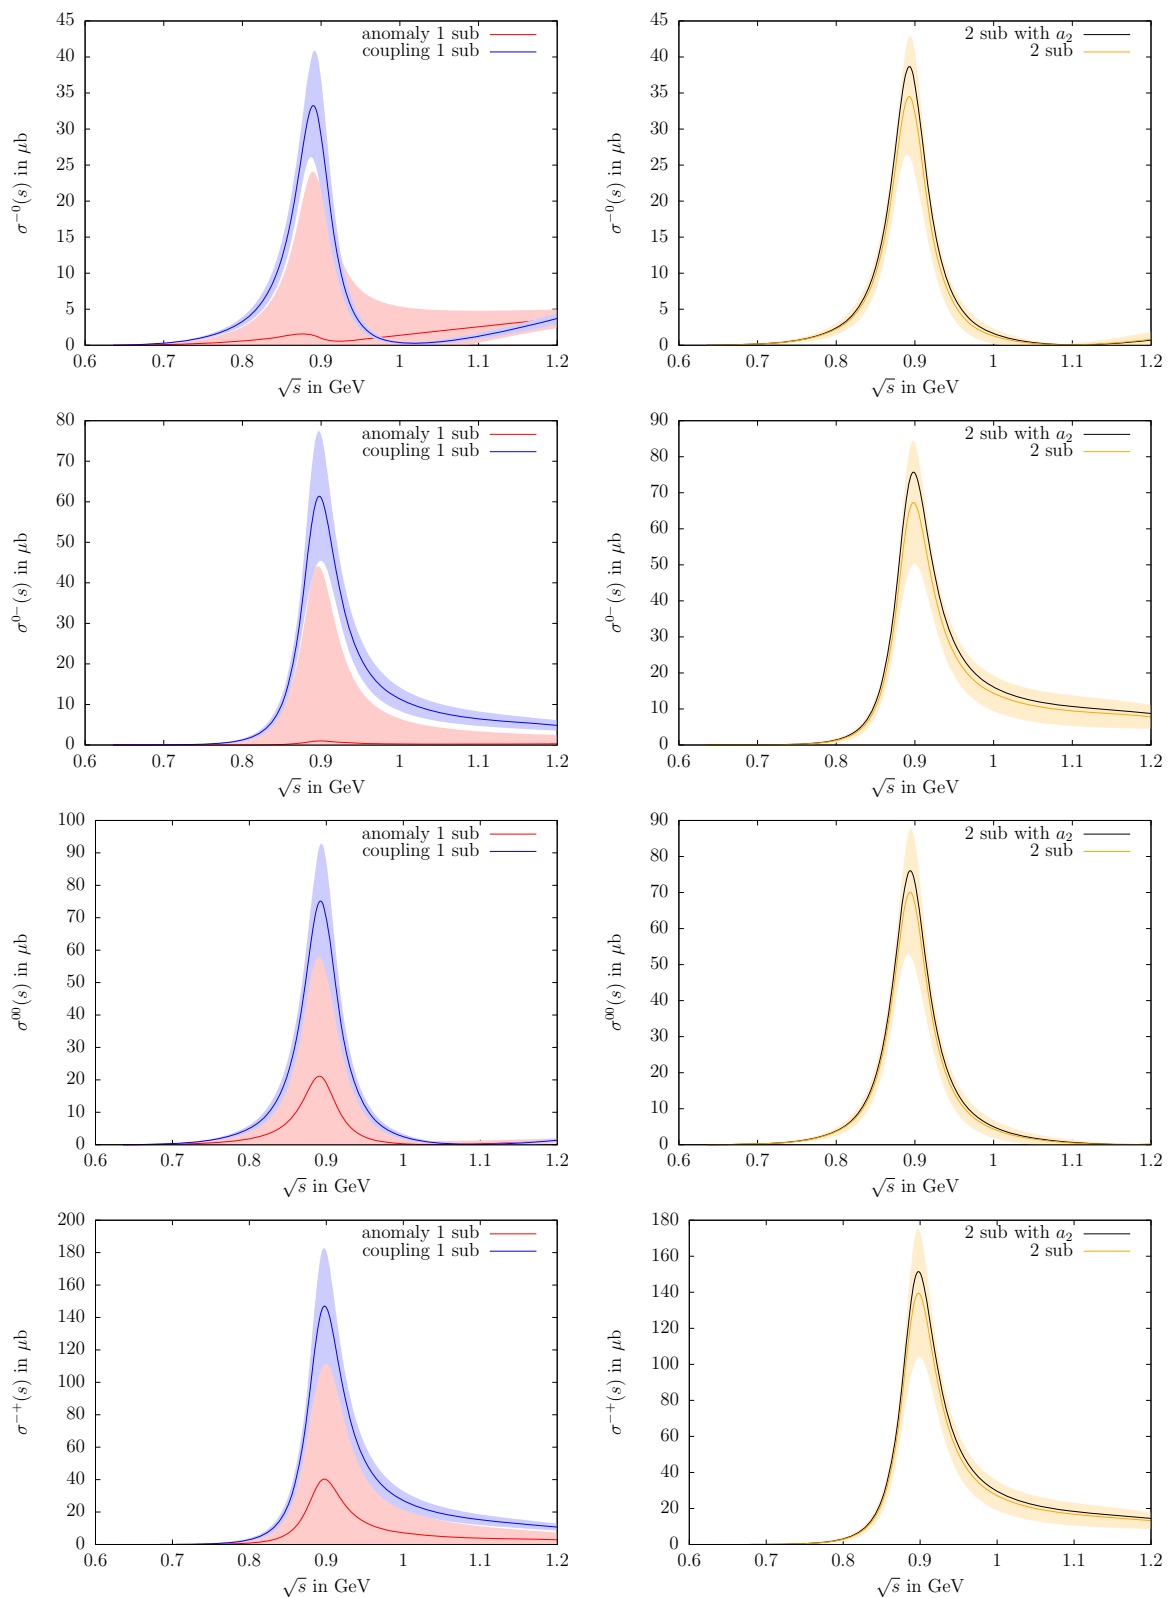 45
40
35
30
25
20
15
10
5
0
σ⁻⁰(s) in μb
anomaly 1 sub
coupling 1 sub
0.6 0.7 0.8 0.9 1 1.1 1.2
√s in GeV
45
40
35
30
25
20
15
10
5
0
σ⁻⁰(s) in μb
2 sub with a₂
2 sub
0.6 0.7 0.8 0.9 1 1.1 1.2
√s in GeV
80
70
60
50
40
30
20
10
0
σ⁰⁻(s) in μb
anomaly 1 sub
coupling 1 sub
0.6 0.7 0.8 0.9 1 1.1 1.2
√s in GeV
90
80
70
60
50
40
30
20
10
0
σ⁰⁻(s) in μb
2 sub with a₂
2 sub
0.6 0.7 0.8 0.9 1 1.1 1.2
√s in GeV
100
90
80
70
60
50
40
30
20
10
0
σ⁰⁰(s) in μb
anomaly 1 sub
coupling 1 sub
0.6 0.7 0.8 0.9 1 1.1 1.2
√s in GeV
90
80
70
60
50
40
30
20
10
0
σ⁰⁰(s) in μb
2 sub with a₂
2 sub
0.6 0.7 0.8 0.9 1 1.1 1.2
√s in GeV
200
180
160
140
120
100
80
60
40
20
0
σ⁻⁺(s) in μb
anomaly 1 sub
coupling 1 sub
0.6 0.7 0.8 0.9 1 1.1 1.2
√s in GeV
180
160
140
120
100
80
60
40
20
0
σ⁻⁺(s) in μb
2 sub with a₂
2 sub
0.6 0.7 0.8 0.9 1 1.1 1.2
√s in GeV